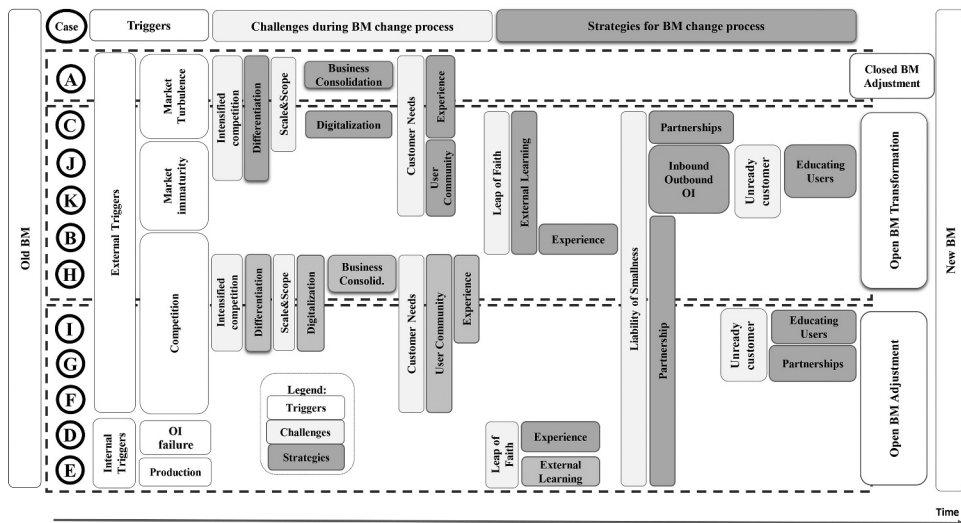 Case
Triggers
Challenges during BM change process
Strategies for BM change process
Old BM
New BM
A
C
J
K
B
H
I
G
F
D
E
External Triggers
Internal
Triggers
Market
Turbulence
Market
immaturity
Competition
OI
failure
Production
Intensified
competition
Differentiation
Scale&Scope
Business
Consolidation
Digitalization
Customer Needs
Experience
User
Community
Leap of Faith
External Learning
Experience
Liability of Smallness
Partnerships
Inbound
Outbound
OI
Unready
customer
Educating
Users
Closed BM
Adjustment
Open BM Transformation
Intensified
competition
Differentiation
Scale&Scope
Digitalization
Business
Consolid.
Customer Needs
User Community
Experience
Partnership
Unready
customer
Educating
Users
Partnerships
Open BM Adjustment
Legend:
Triggers
Challenges
Strategies
Leap of
Faith
Experience
External
Learning
Time